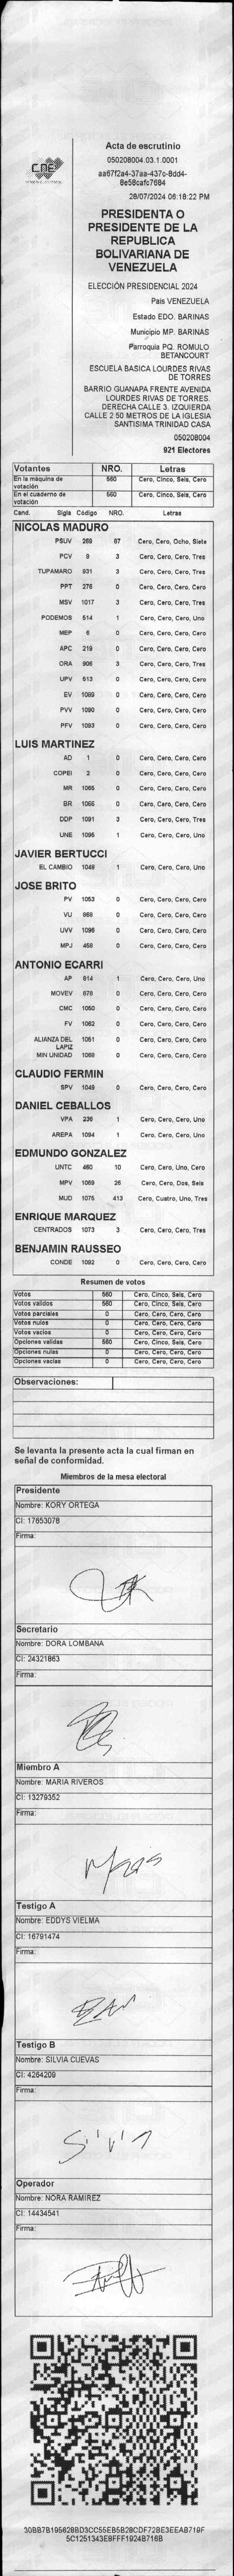 CNE
Acta de escrutinio
050208004.03.1.0001
aa67f2a4-37aa-437c-8dd4-
8e58cafc7684
28/07/2024 06:18:22 PM
PRESIDENTA O
PRESIDENTE DE LA
REPUBLICA
BOLIVARIANA DE
VENEZUELA
ELECCIÓN PRESIDENCIAL 2024
Pais VENEZUELA
Estado EDO. BARINAS
Municipio MP. BARINAS
Parroquia PQ. ROMULO
BETANCOURT
ESCUELA BASICA LOURDES RIVAS
DE TORRES
BARRIO GUANAPA FRENTE AVENIDA
LOURDES RIVAS DE TORRES.
DERECHA CALLE 3. IZQUIERDA
CALLE 2 50 METROS DE LA IGLESIA
SANTISIMA TRINIDAD CASA
050208004
921 Electores
Votantes NRO. Letras
En la máquina de votación 560 Cero, Cinco, Seis, Cero
En el cuaderno de votación 560 Cero, Cinco, Seis, Cero
Cand. Sigla Código NRO. Letras
NICOLAS MADURO
PSUV 269 87 Cero, Cero, Ocho, Siete
PCV 9 3 Cero, Cero, Cero, Tres
TUPAMARO 931 3 Cero, Cero, Cero, Tres
PPT 276 0 Cero, Cero, Cero, Cero
MSV 1017 3 Cero, Cero, Cero, Tres
PODEMOS 514 1 Cero, Cero, Cero, Uno
MEP 6 0 Cero, Cero, Cero, Cero
APC 219 0 Cero, Cero, Cero, Cero
ORA 906 3 Cero, Cero, Cero, Tres
UPV 513 0 Cero, Cero, Cero, Cero
EV 1089 0 Cero, Cero, Cero, Cero
PVV 1090 0 Cero, Cero, Cero, Cero
PFV 1093 0 Cero, Cero, Cero, Cero
LUIS MARTINEZ
AD 1 0 Cero, Cero, Cero, Cero
COPEI 2 0 Cero, Cero, Cero, Cero
MR 1065 0 Cero, Cero, Cero, Cero
BR 1066 0 Cero, Cero, Cero, Cero
DDP 1091 3 Cero, Cero, Cero, Tres
UNE 1095 1 Cero, Cero, Cero, Uno
JAVIER BERTUCCI
EL CAMBIO 1048 1 Cero, Cero, Cero, Uno
JOSE BRITO
PV 1053 0 Cero, Cero, Cero, Cero
VU 868 0 Cero, Cero, Cero, Cero
UVV 1096 0 Cero, Cero, Cero, Cero
MPJ 458 0 Cero, Cero, Cero, Cero
ANTONIO ECARRI
AP 614 1 Cero, Cero, Cero, Uno
MOVEV 678 0 Cero, Cero, Cero, Cero
CMC 1050 0 Cero, Cero, Cero, Cero
FV 1062 0 Cero, Cero, Cero, Cero
ALIANZA DEL LAPIZ 1051 0 Cero, Cero, Cero, Cero
MIN UNIDAD 1068 0 Cero, Cero, Cero, Cero
CLAUDIO FERMIN
SPV 1049 0 Cero, Cero, Cero, Cero
DANIEL CEBALLOS
VPA 236 1 Cero, Cero, Cero, Uno
AREPA 1094 1 Cero, Cero, Cero, Uno
EDMUNDO GONZALEZ
UNTC 460 10 Cero, Cero, Uno, Cero
MPV 1069 26 Cero, Cero, Dos, Seis
MUD 1075 413 Cero, Cuatro, Uno, Tres
ENRIQUE MARQUEZ
CENTRADOS 1073 3 Cero, Cero, Cero, Tres
BENJAMIN RAUSSEO
CONDE 1092 0 Cero, Cero, Cero, Cero
Resumen de votos
Votos 560 Cero, Cinco, Seis, Cero
Votos validos 560 Cero, Cinco, Seis, Cero
Votos parciales 0 Cero, Cero, Cero, Cero
Votos nulos 0 Cero, Cero, Cero, Cero
Votos vacios 0 Cero, Cero, Cero, Cero
Opciones validas 560 Cero, Cinco, Seis, Cero
Opciones nulas 0 Cero, Cero, Cero, Cero
Opciones vacias 0 Cero, Cero, Cero, Cero
Observaciones:
Se levanta la presente acta la cual firman en
señal de conformidad.
Miembros de la mesa electoral
Presidente
Nombre: KORY ORTEGA
CI: 17653078
Firma:
Secretario
Nombre: DORA LOMBANA
CI: 24321863
Firma:
Miembro A
Nombre: MARIA RIVEROS
CI: 13279352
Firma:
Testigo A
Nombre: EDDYS VIELMA
CI: 16791474
Firma:
Testigo B
Nombre: SILVIA CUEVAS
CI: 4264209
Firma:
Silvia
Operador
Nombre: NORA RAMIREZ
CI: 14434541
Firma:
30BB7B195628BD3CC55EB5B28CDF72BE3EEAB719F
5C1251343E8FFF1924B716B